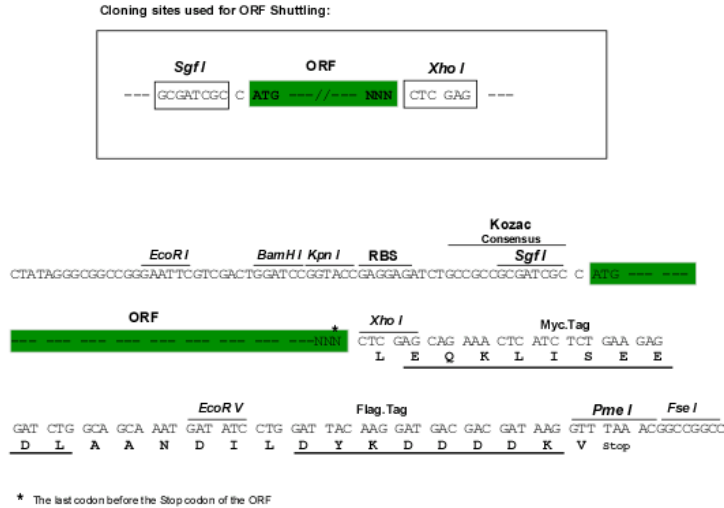 Cloning sites used for ORF Shuttling:
Sgf I ORF Xho I
--- GCGATCGC C ATG ---//--- NNN CTC GAG ---
Kozac
Consensus
EcoR I BamH I Kpn I RBS Sgf I
CTATAGGGCGGCCGGGAATTCGTCGACTGGATCCGGTACCGAGGAGATCTGCCGCCGCGATCGC C ATG --- ---
ORF
Xho I Myc.Tag
--- --- --- --- --- --- --- --- --- ---NNN* CTC GAG CAG AAA CTC ATC TCT GAA GAG
L E Q K L I S E E
EcoR V Flag.Tag Pme I Fse I
GAT CTG GCA GCA AAT GAT ATC CTG GAT TAC AAG GAT GAC GAC GAT AAG GTT TAA ACGGCCGGCC
D L A A N D I L D Y K D D D D K V Stop
* The last codon before the Stop codon of the ORF